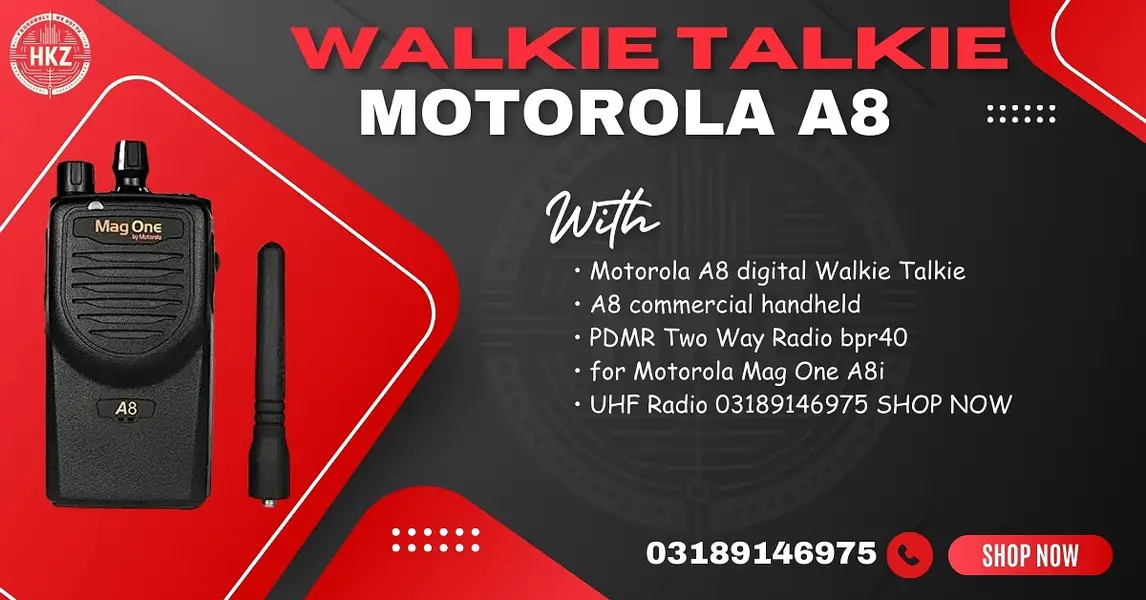 HKZ
WALKIE TALKIE
MOTOROLA A8
Mag One
by Motorola
A8
With
• Motorola A8 digital Walkie Talkie
• A8 commercial handheld
• PDMR Two Way Radio bpr40
• for Motorola Mag One A8i
• UHF Radio 03189146975 SHOP NOW
03189146975
SHOP NOW